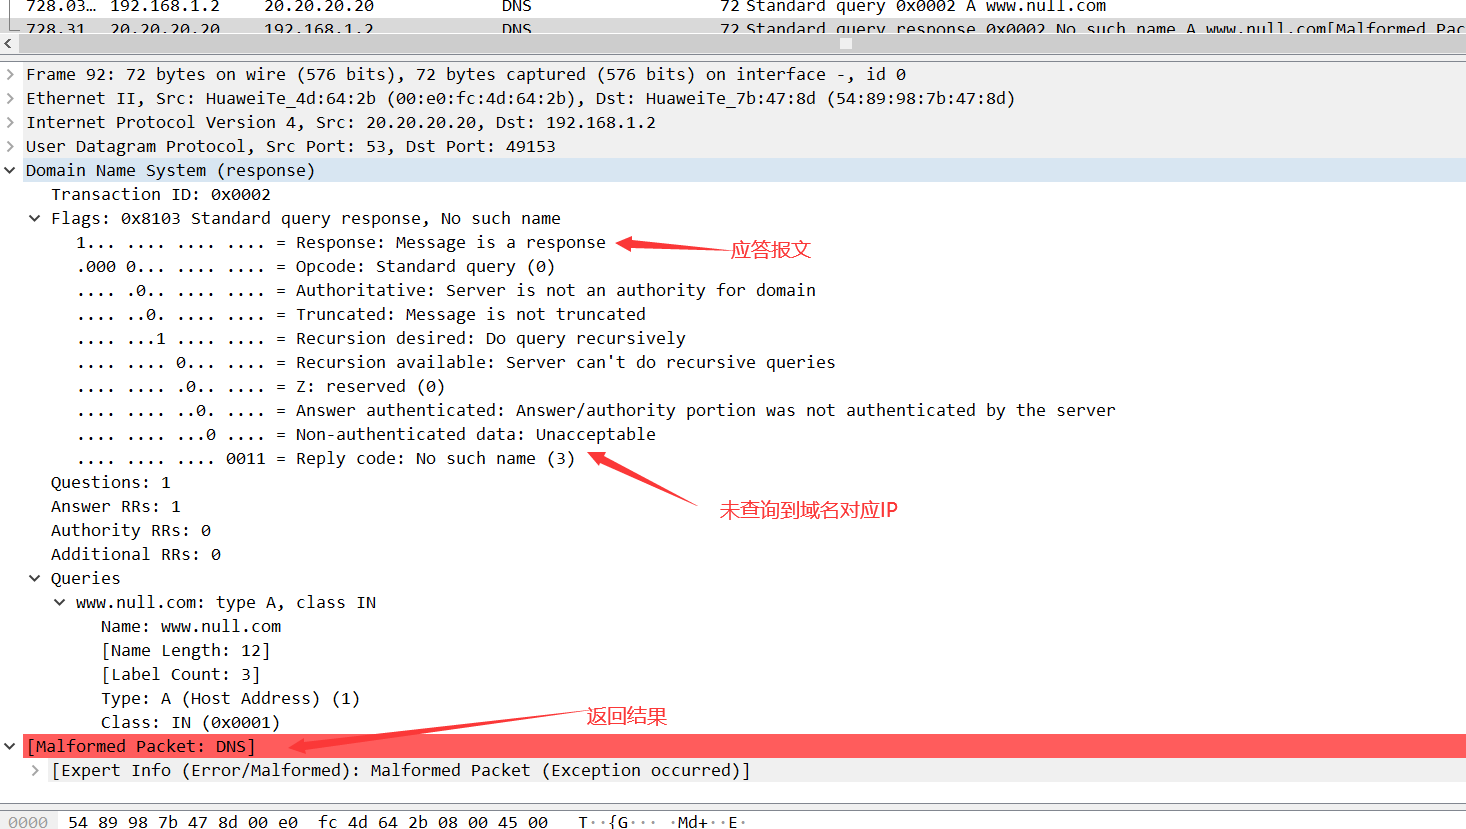 728.03… 192.168.1.2 20.20.20.20 DNS 72 Standard query 0x0002 A www.null.com
728.31 20.20.20.20 192.168.1.2 DNS 72 Standard query response 0x0002 No such name A www.null.com[Malformed Pac
Frame 92: 72 bytes on wire (576 bits), 72 bytes captured (576 bits) on interface -, id 0
Ethernet II, Src: HuaweiTe_4d:64:2b (00:e0:fc:4d:64:2b), Dst: HuaweiTe_7b:47:8d (54:89:98:7b:47:8d)
Internet Protocol Version 4, Src: 20.20.20.20, Dst: 192.168.1.2
User Datagram Protocol, Src Port: 53, Dst Port: 49153
Domain Name System (response)
Transaction ID: 0x0002
Flags: 0x8103 Standard query response, No such name
1... .... .... .... = Response: Message is a response
应答报文
.000 0... .... .... = Opcode: Standard query (0)
.... .0.. .... .... = Authoritative: Server is not an authority for domain
.... ..0. .... .... = Truncated: Message is not truncated
.... ...1 .... .... = Recursion desired: Do query recursively
.... .... 0... .... = Recursion available: Server can't do recursive queries
.... .... .0.. .... = Z: reserved (0)
.... .... ..0. .... = Answer authenticated: Answer/authority portion was not authenticated by the server
.... .... ...0 .... = Non-authenticated data: Unacceptable
.... .... .... 0011 = Reply code: No such name (3)
Questions: 1
未查询到域名对应IP
Answer RRs: 1
Authority RRs: 0
Additional RRs: 0
Queries
www.null.com: type A, class IN
Name: www.null.com
[Name Length: 12]
[Label Count: 3]
Type: A (Host Address) (1)
Class: IN (0x0001)
返回结果
[Malformed Packet: DNS]
[Expert Info (Error/Malformed): Malformed Packet (Exception occurred)]
0000 54 89 98 7b 47 8d 00 e0 fc 4d 64 2b 08 00 45 00 T··{G··· ·Md+··E·